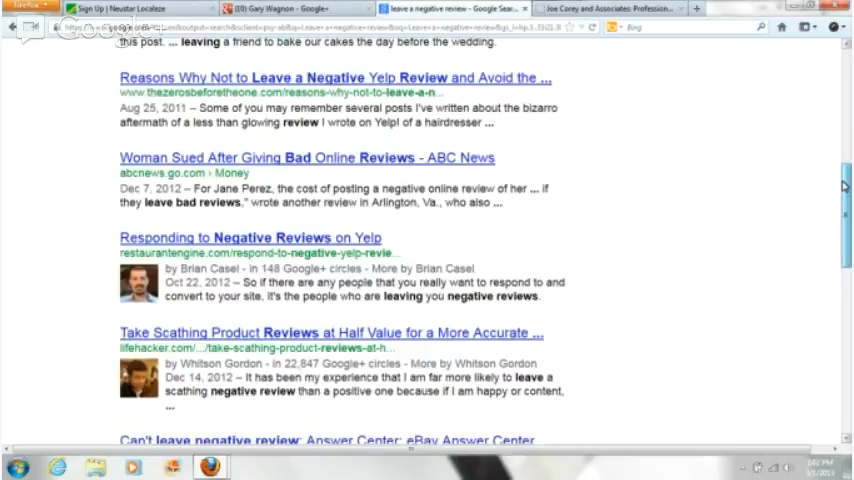 Firefox
Sign Up | Neustar Localeze
(10) Gary Wagnon - Google+
leave a negative review - Google Sear...
Joe Corey and Associates: Profession...
Bing
Google+
this post. ... leaving a friend to bake our cakes the day before the wedding.
Reasons Why Not to Leave a Negative Yelp Review and Avoid the ...
www.thezerosbeforetheone.com/reasons-why-not-to-leave-a-n...
Aug 25, 2011 – Some of you may remember several posts I've written about the bizarro
aftermath of a less than glowing review I wrote on Yelp! of a hairdresser ...
Woman Sued After Giving Bad Online Reviews - ABC News
abcnews.go.com › Money
Dec 7, 2012 – For Jane Perez, the cost of posting a negative online review of her ... if
they leave bad reviews," wrote another review in Arlington, Va., who also ...
Responding to Negative Reviews on Yelp
restaurantengine.com/respond-to-negative-yelp-revie...
by Brian Casel - in 148 Google+ circles - More by Brian Casel
Oct 22, 2012 – So if there are any people that you really want to respond to and
convert to your site, it's the people who are leaving you negative reviews.
Take Scathing Product Reviews at Half Value for a More Accurate ...
lifehacker.com/.../take-scathing-product-reviews-at-h...
by Whitson Gordon - in 22,847 Google+ circles - More by Whitson Gordon
Dec 14, 2012 – It has been my experience that I am far more likely to leave a
scathing negative review than a positive one because if I am happy or content,
...
Can't leave negative review: Answer Center: eBay Answer Center
2:02 PM
3/1/2013